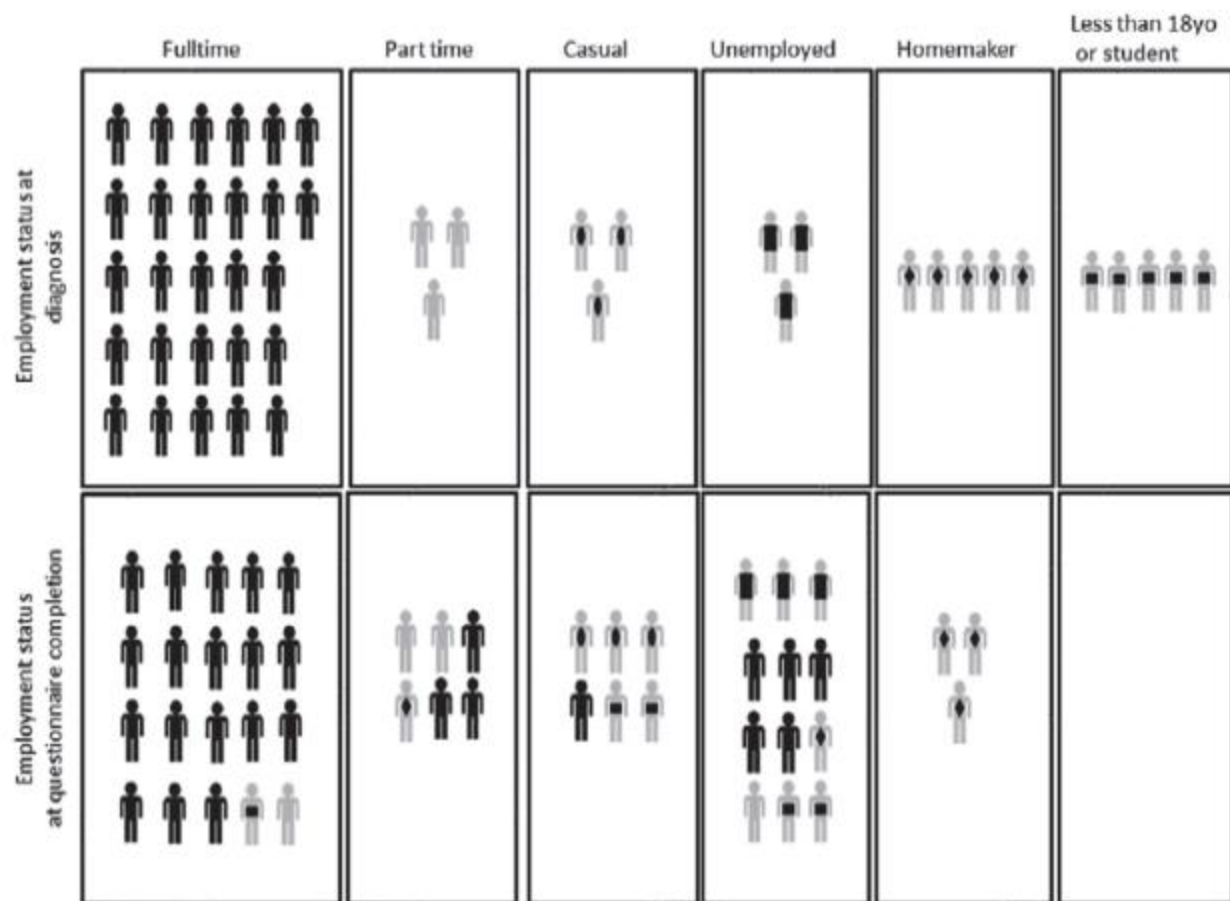 Fulltime
Part time
Casual
Unemployed
Homemaker
Less than 18yo
or student
Employment status at
diagnosis
Employment status
at questionnaire completion